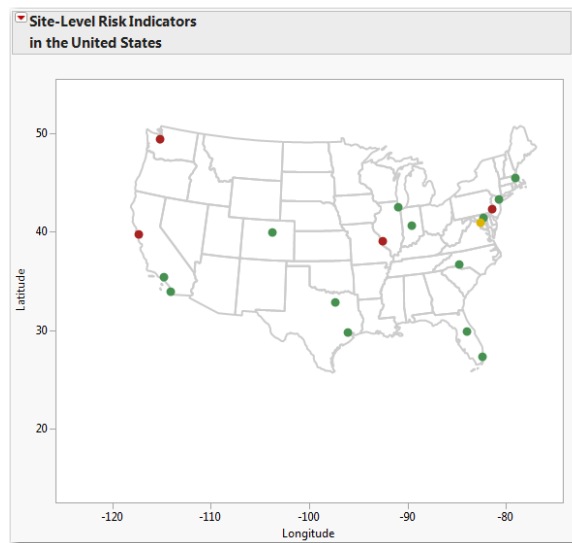 Site-Level Risk Indicators
in the United States
50
40
30
20
Latitude
-120 -110 -100 -90 -80
Longitude